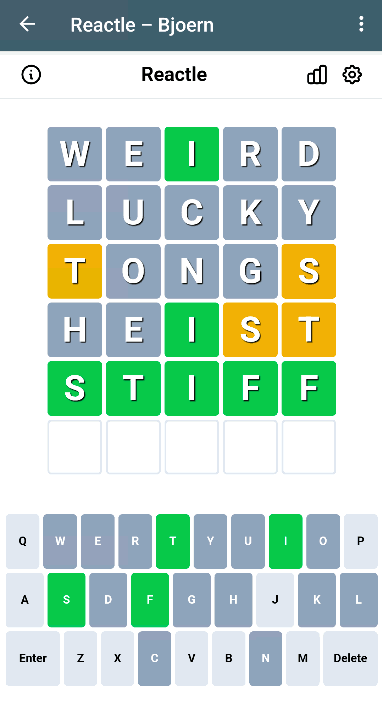 Reactle – Bjoern
Reactle
W E I R D
L U C K Y
T O N G S
H E I S T
S T I F F
Q W E R T Y U I O P
A S D F G H J K L
Enter Z X C V B N M Delete